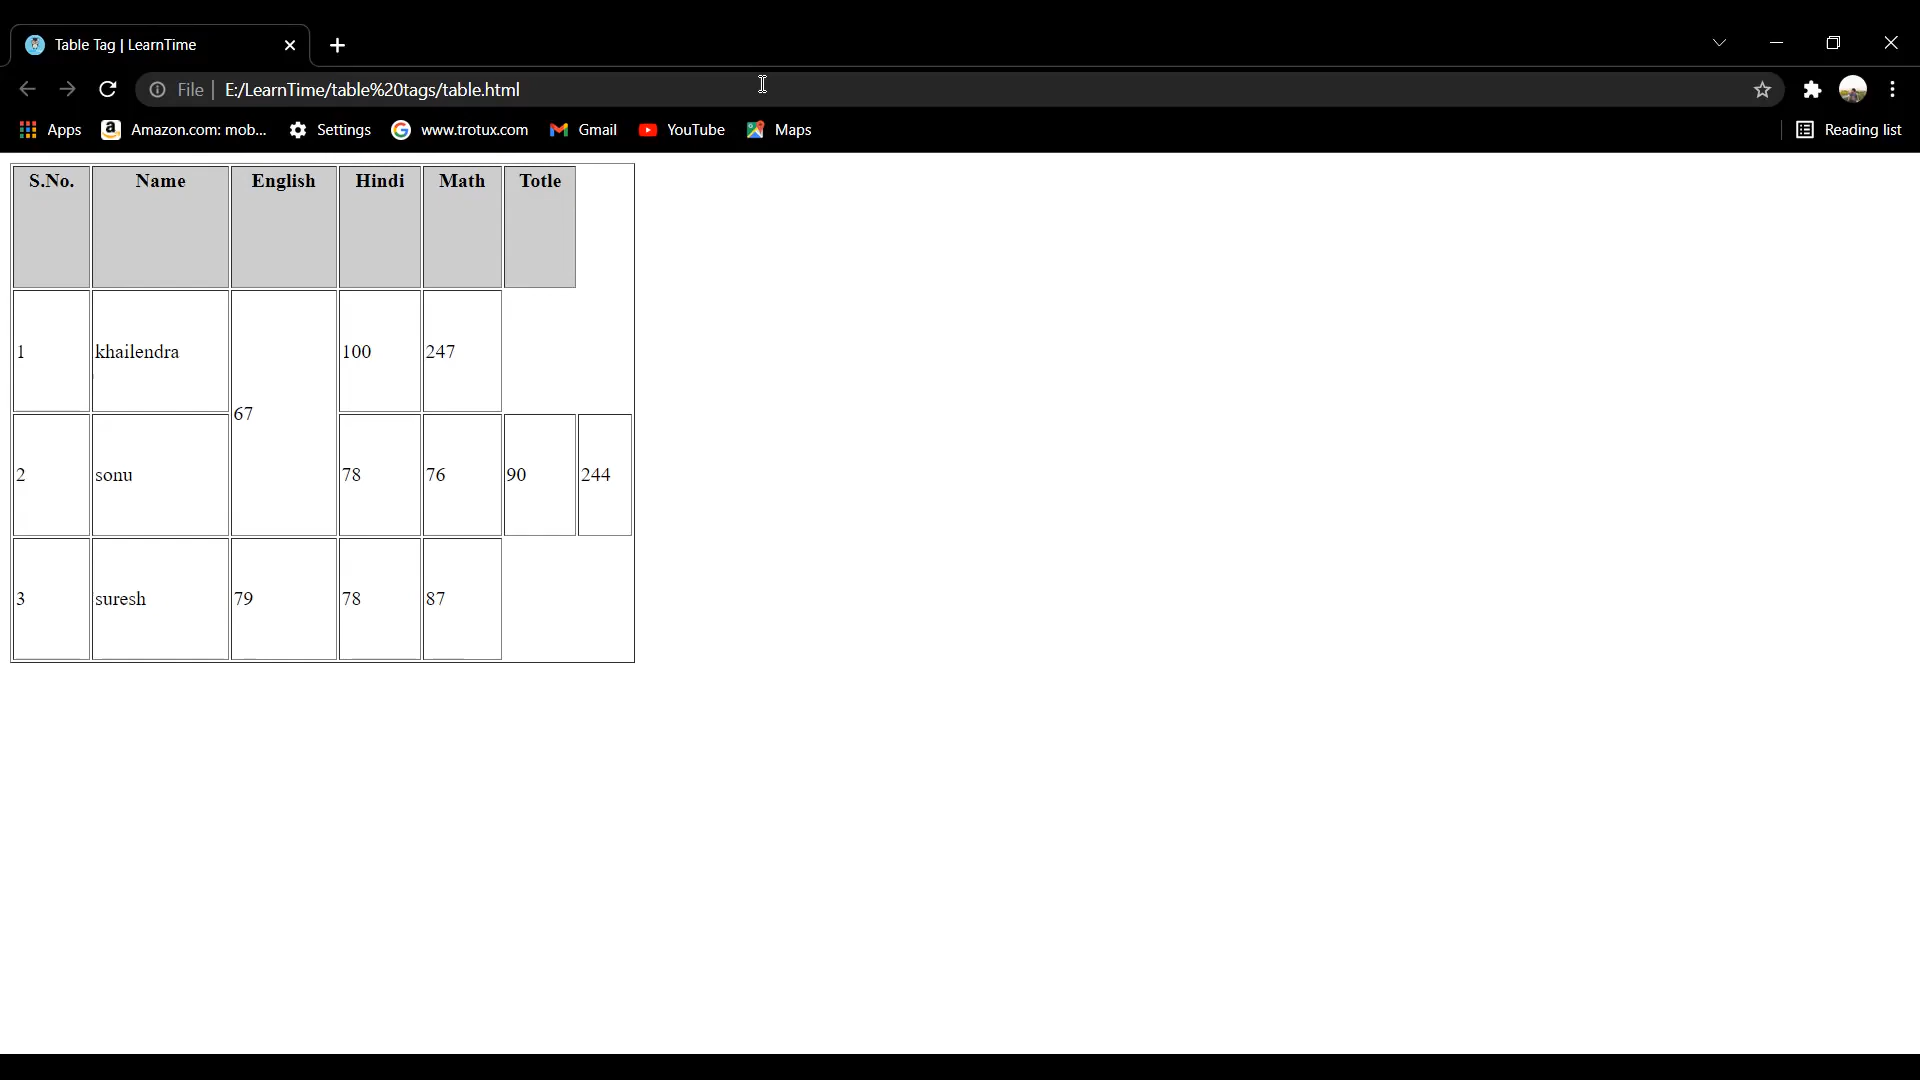 Table Tag | LearnTime
File | E:/LearnTime/table%20tags/table.html
Apps Amazon.com: mob... Settings www.trotux.com Gmail YouTube Maps Reading list
S.No. Name English Hindi Math Totle
1 khailendra 67 100 247
2 sonu 78 76 90 244
3 suresh 79 78 87